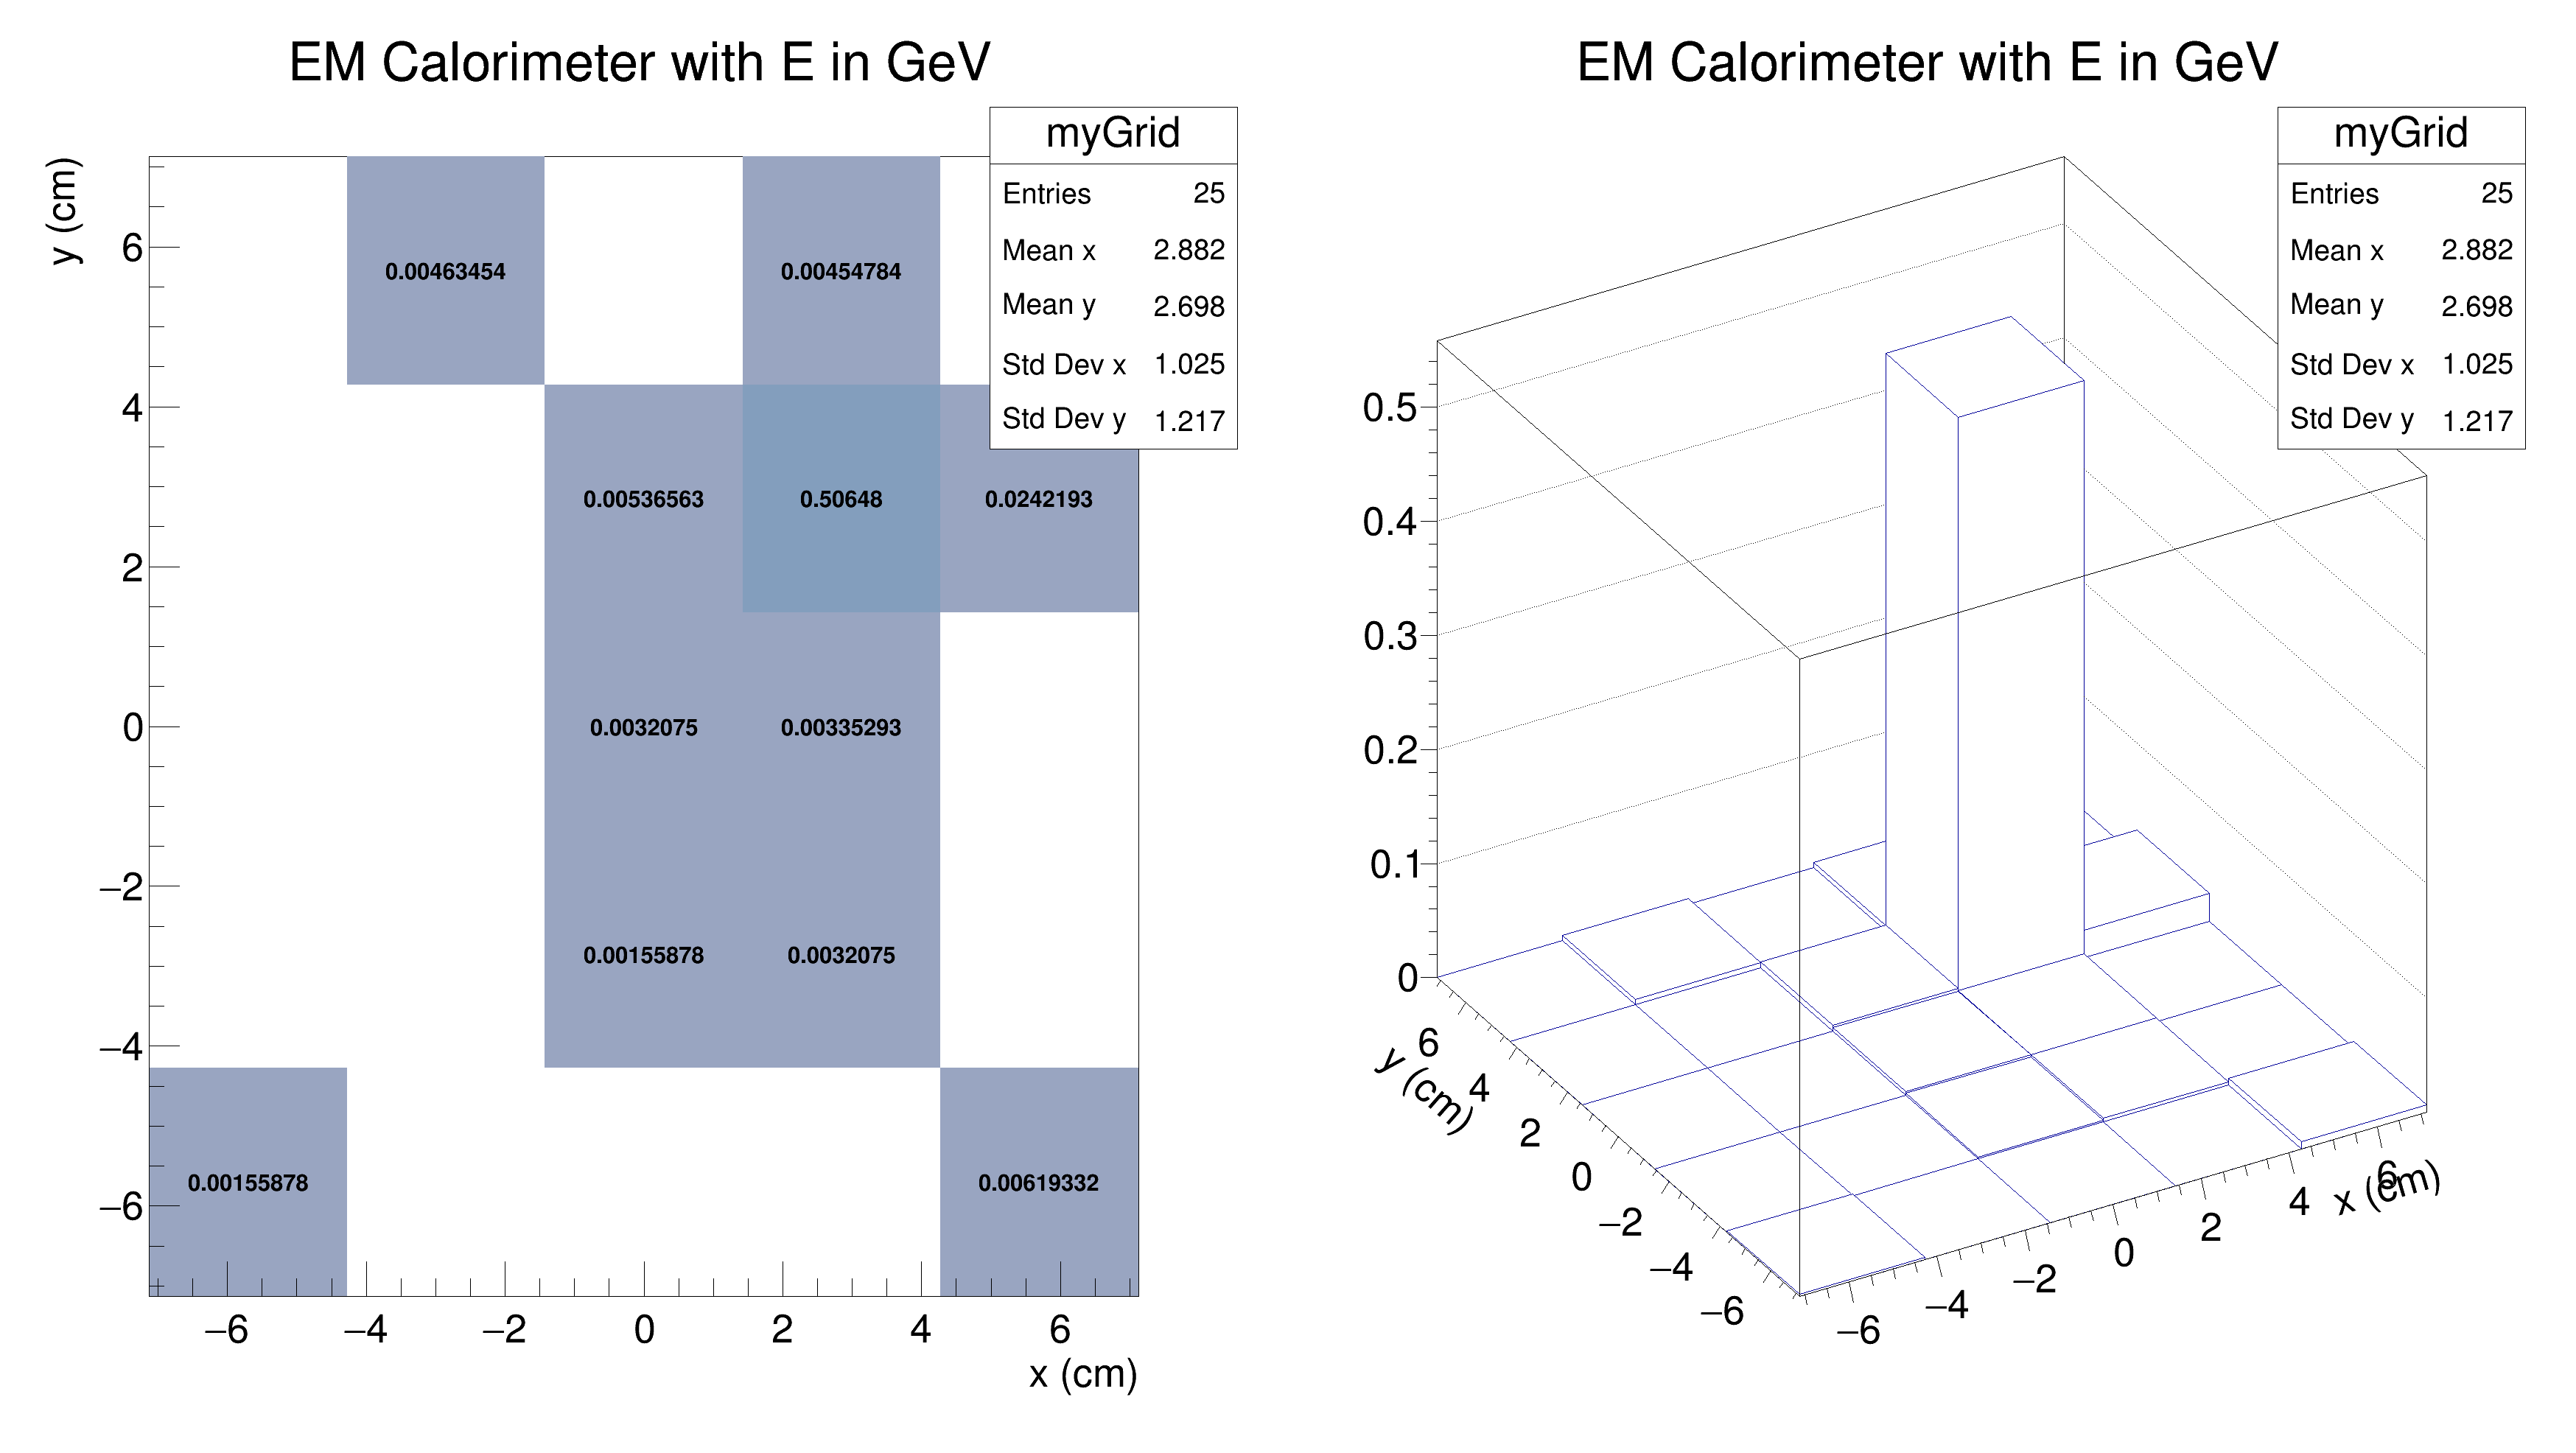 EM Calorimeter with E in GeV
myGrid
Entries 25
Mean x 2.882
Mean y 2.698
Std Dev x 1.025
Std Dev y 1.217
y (cm)
6
4
2
0
−2
−4
−6
0.00463454 0.00454784
0.00536563 0.50648 0.0242193
0.0032075 0.00335293
0.00155878 0.0032075
0.00155878 0.00619332
−6 −4 −2 0 2 4 6
x (cm)
EM Calorimeter with E in GeV
myGrid
Entries 25
Mean x 2.882
Mean y 2.698
Std Dev x 1.025
Std Dev y 1.217
0.5
0.4
0.3
0.2
0.1
0
6
4
2
0
−2
−4
−6
y (cm)
−6 −4 −2 0 2 4 6
x (cm)